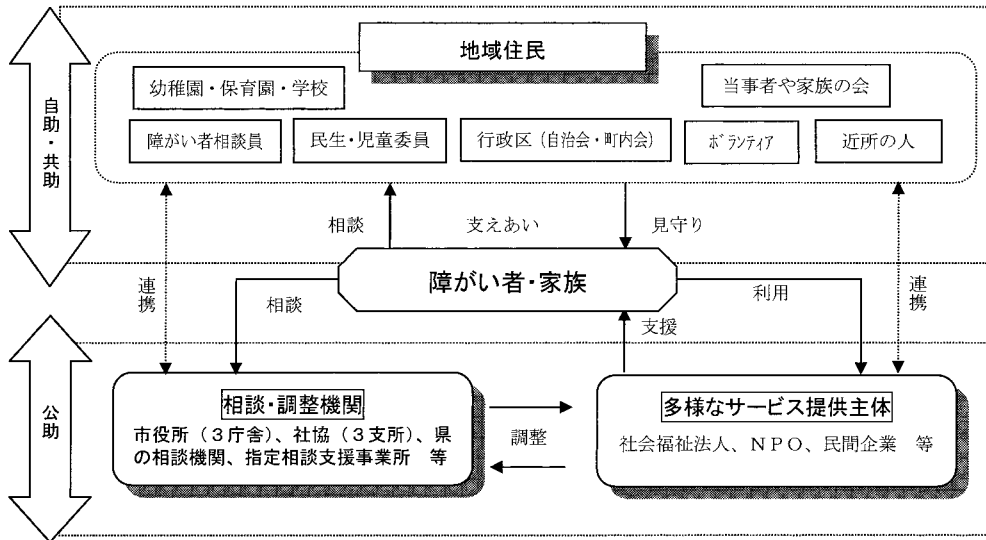 地域住民
幼稚園・保育園・学校
当事者や家族の会
障がい者相談員
民生・児童委員
行政区（自治会・町内会）
ﾎﾞﾗﾝﾃｨｱ
近所の人
自助・共助
相談
支えあい
見守り
障がい者・家族
連携
相談
利用
連携
支援
公助
相談・調整機関
市役所（３庁舎）、社協（３支所）、県
の相談機関、指定相談支援事業所　等
調整
多様なサービス提供主体
社会福祉法人、ＮＰＯ、民間企業　等